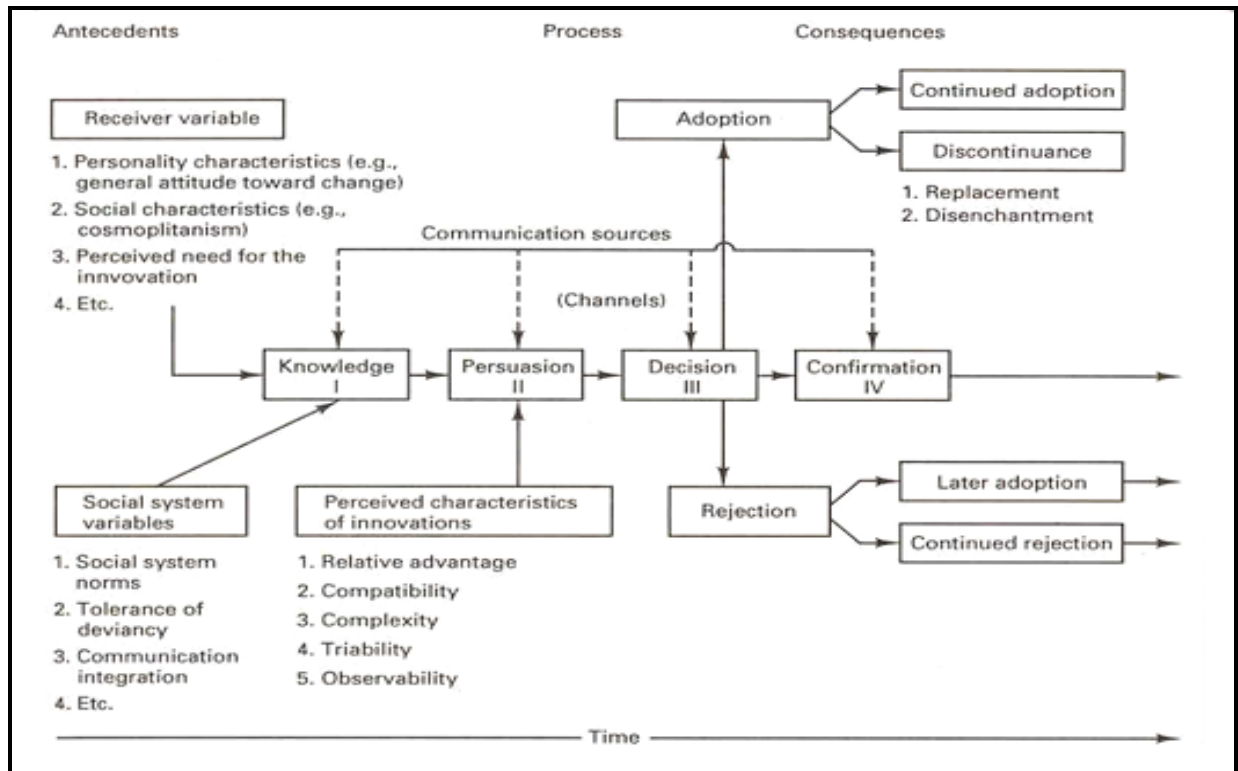 Antecedents
Process
Consequences
Receiver variable
1. Personality characteristics (e.g.,
general attitude toward change)
2. Social characteristics (e.g.,
cosmoplitanism)
3. Perceived need for the
innvovation
4. Etc.
Adoption
Continued adoption
Discontinuance
1. Replacement
2. Disenchantment
Communication sources
(Channels)
Knowledge
I
Persuasion
II
Decision
III
Confirmation
IV
Social system
variables
1. Social system
norms
2. Tolerance of
deviancy
3. Communication
integration
4. Etc.
Perceived characteristics
of innovations
1. Relative advantage
2. Compatibility
3. Complexity
4. Triability
5. Observability
Rejection
Later adoption
Continued rejection
Time